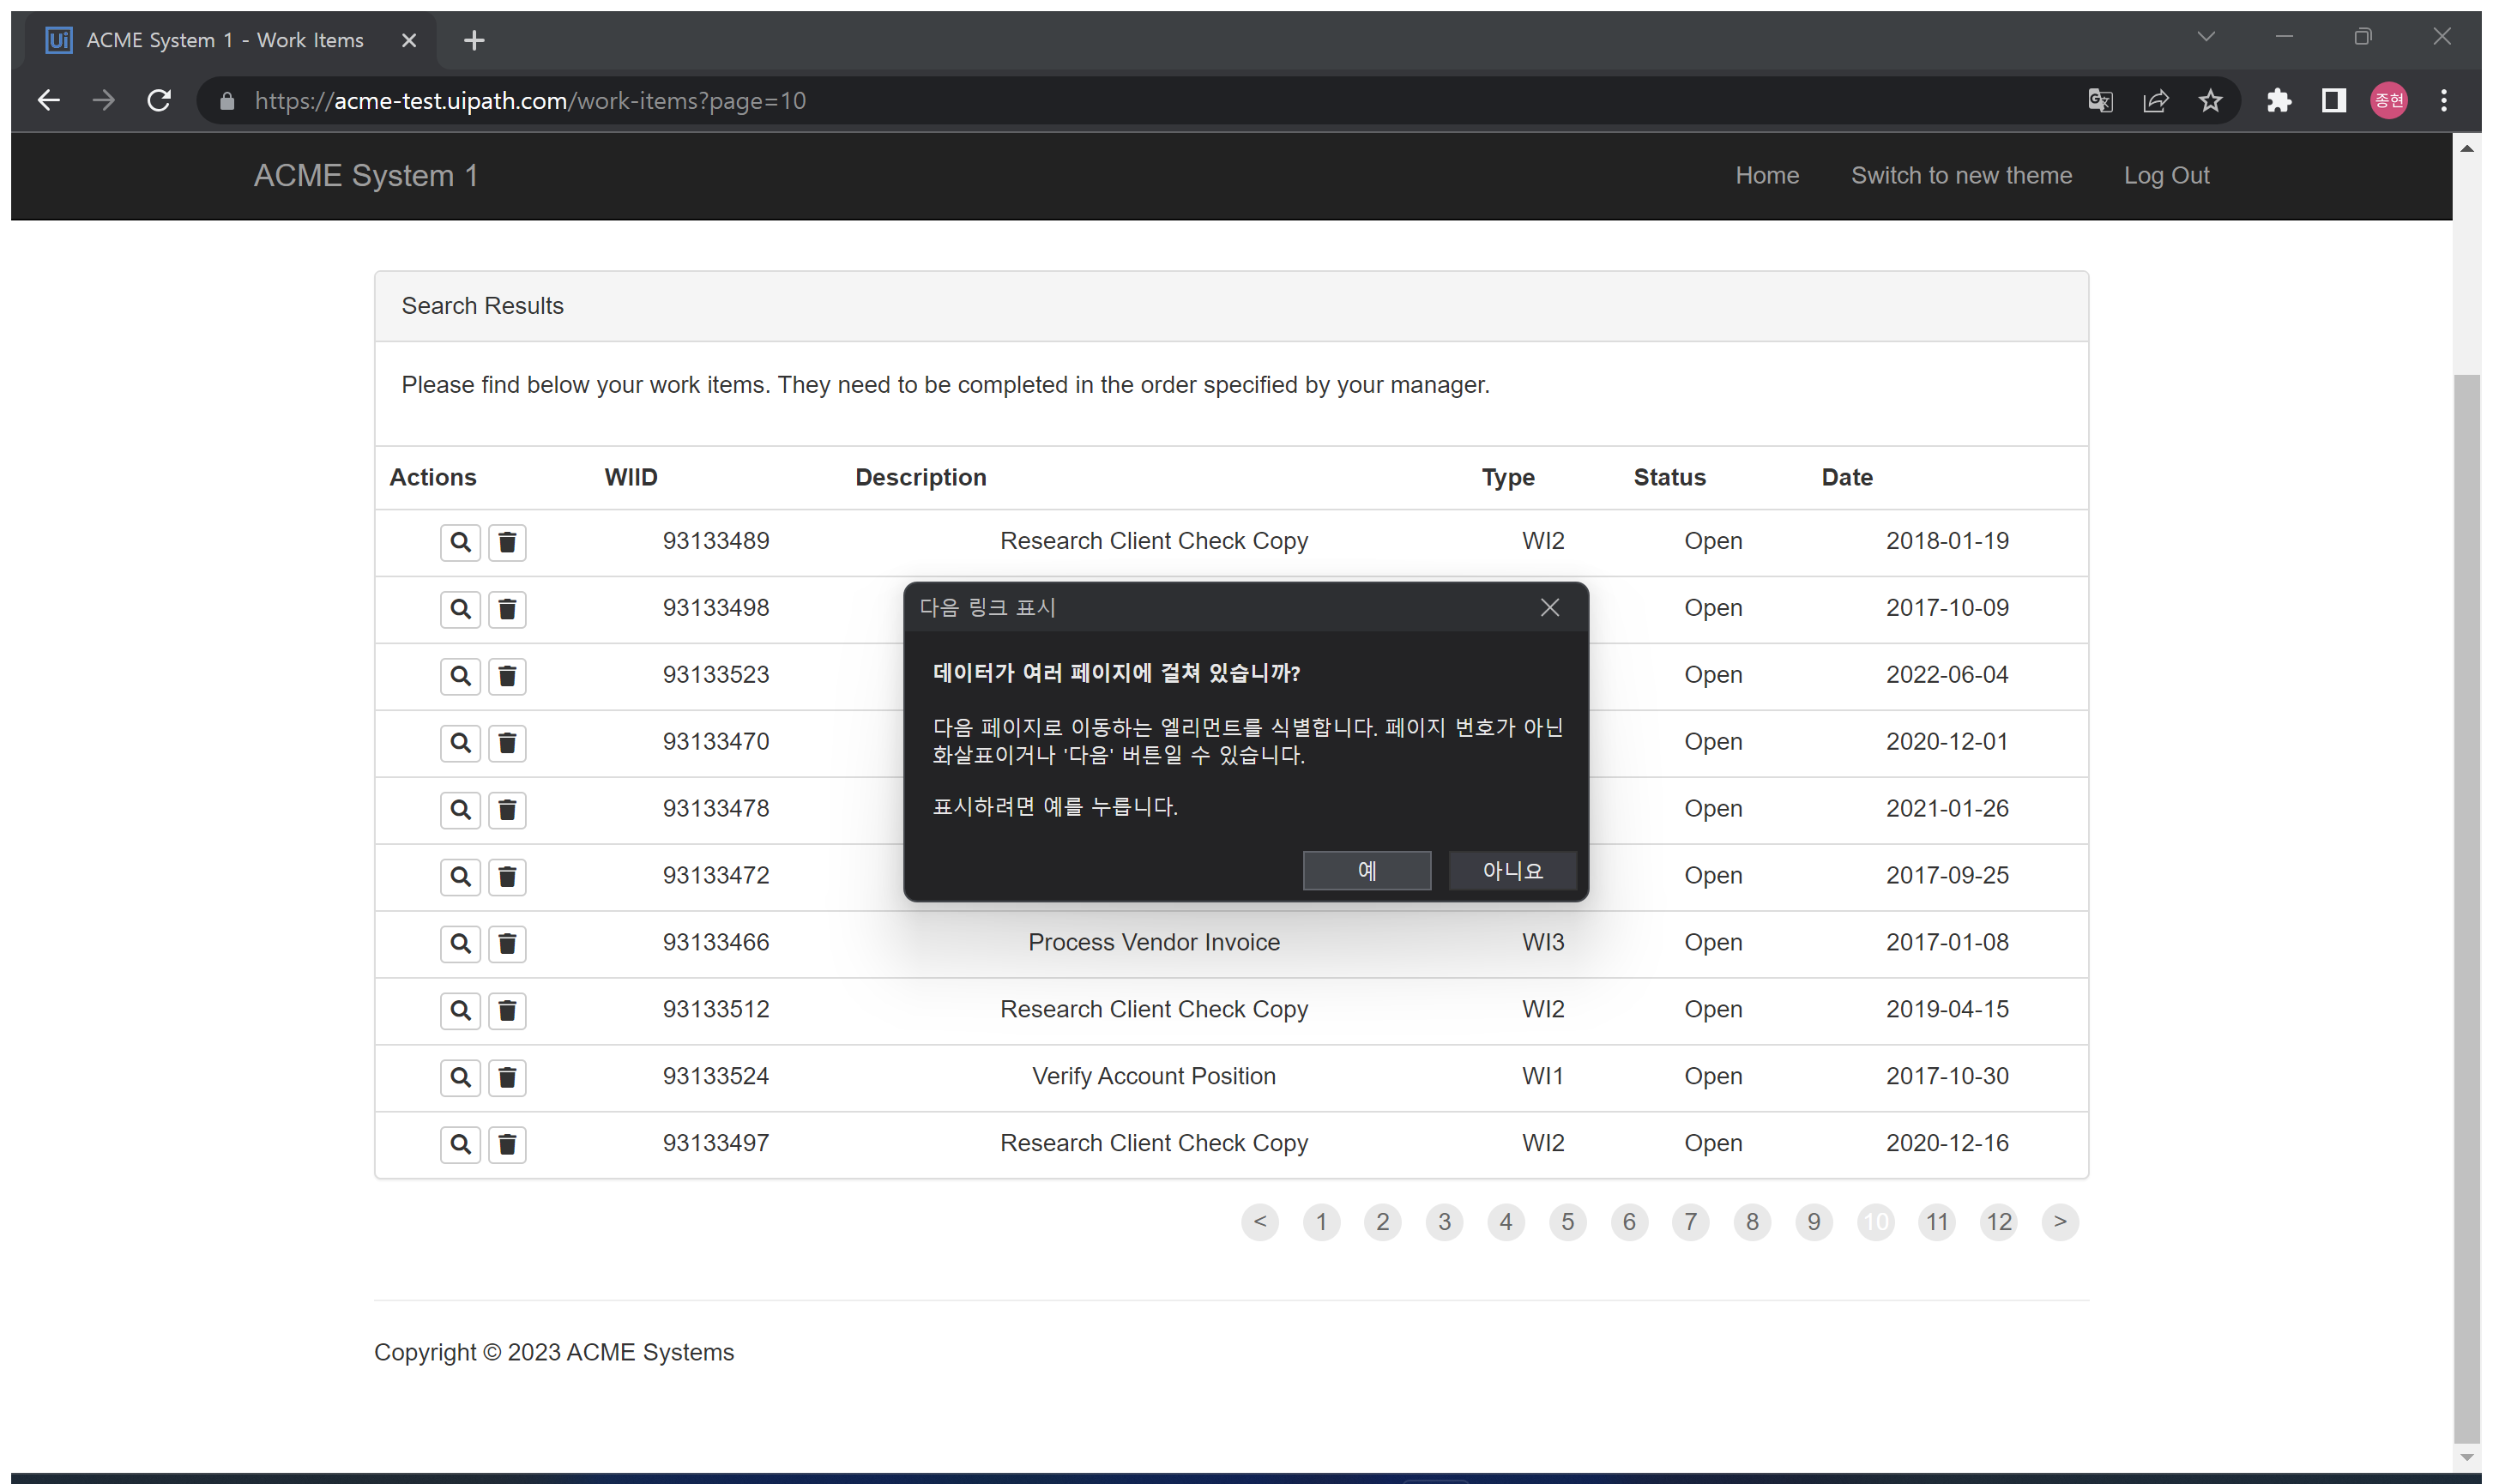 ACME System 1 - Work Items
https://acme-test.uipath.com/work-items?page=10
종현
ACME System 1
Home
Switch to new theme
Log Out
Search Results
Please find below your work items. They need to be completed in the order specified by your manager.
Actions WIID Description Type Status Date
93133489 Research Client Check Copy WI2 Open 2018-01-19
93133498 Open 2017-10-09
93133523 Open 2022-06-04
93133470 Open 2020-12-01
93133478 Open 2021-01-26
93133472 Open 2017-09-25
93133466 Process Vendor Invoice WI3 Open 2017-01-08
93133512 Research Client Check Copy WI2 Open 2019-04-15
93133524 Verify Account Position WI1 Open 2017-10-30
93133497 Research Client Check Copy WI2 Open 2020-12-16
다음 링크 표시
데이터가 여러 페이지에 걸쳐 있습니까?
다음 페이지로 이동하는 엘리먼트를 식별합니다. 페이지 번호가 아닌
화살표이거나 '다음' 버튼일 수 있습니다.
표시하려면 예를 누릅니다.
예 아니요
< 1 2 3 4 5 6 7 8 9 10 11 12 >
Copyright © 2023 ACME Systems